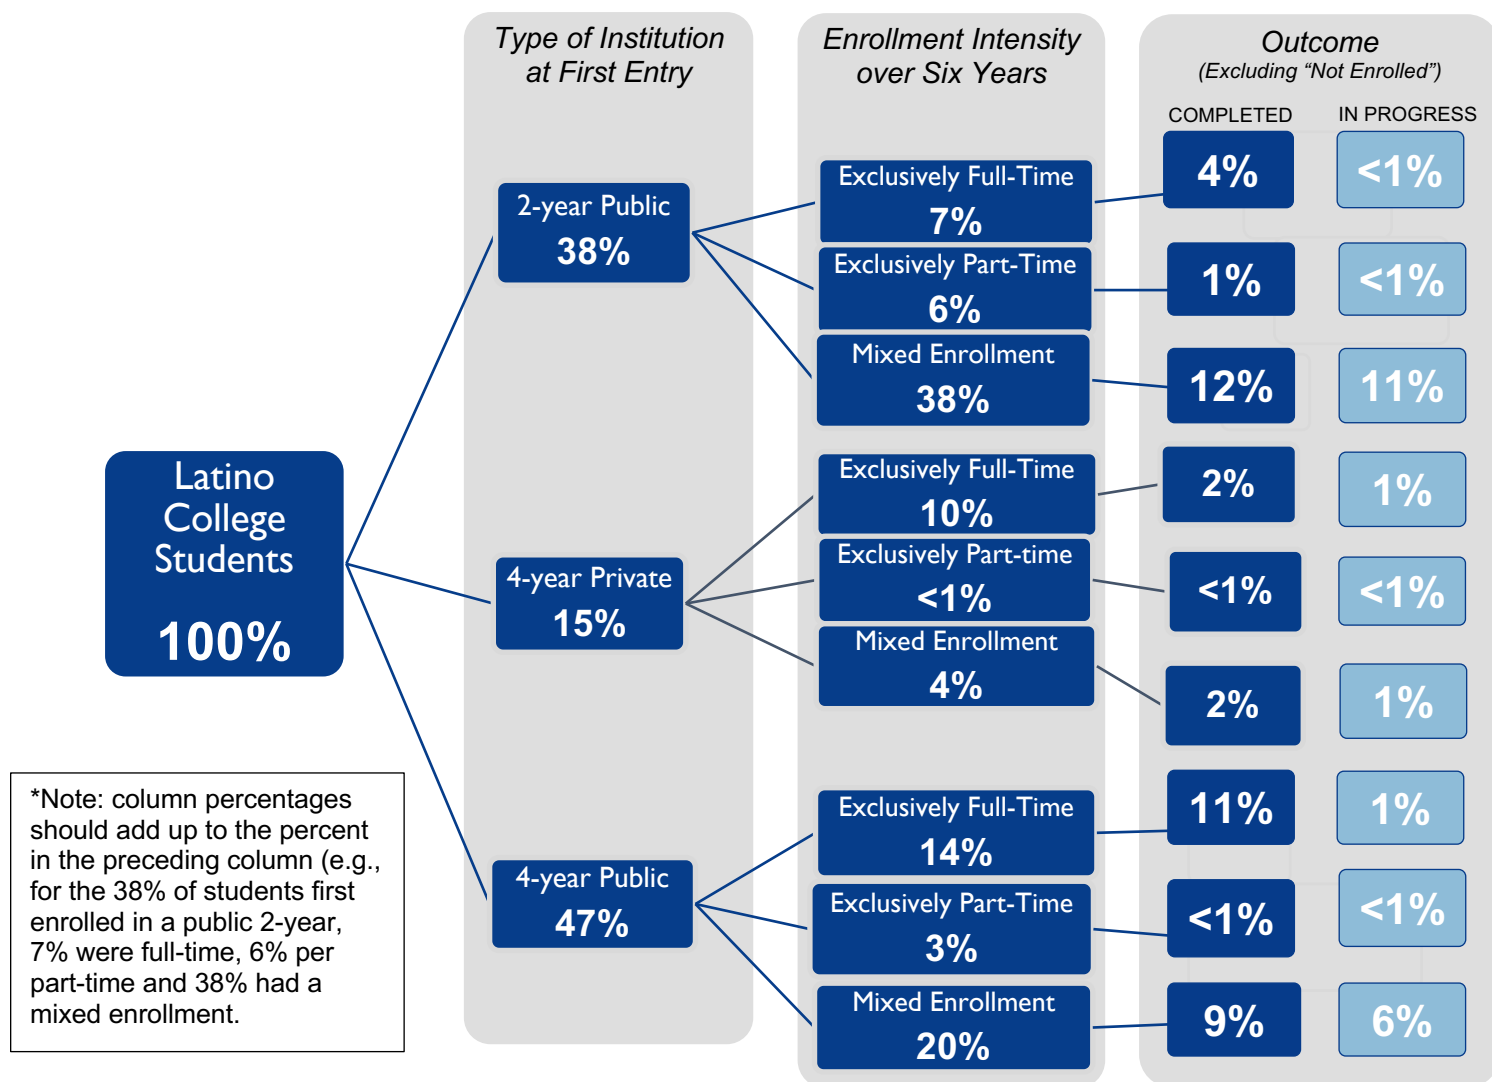 Type of Institution
at First Entry
Enrollment Intensity
over Six Years
Outcome
(Excluding “Not Enrolled”)
COMPLETED
IN PROGRESS
Latino
College
Students
100%
2-year Public
38%
Exclusively Full-Time
7%
4%
<1%
Exclusively Part-Time
6%
1%
<1%
Mixed Enrollment
38%
12%
11%
4-year Private
15%
Exclusively Full-Time
10%
2%
1%
Exclusively Part-time
<1%
<1%
<1%
Mixed Enrollment
4%
2%
1%
4-year Public
47%
Exclusively Full-Time
14%
11%
1%
Exclusively Part-Time
3%
<1%
<1%
Mixed Enrollment
20%
9%
6%
*Note: column percentages
should add up to the percent
in the preceding column (e.g.,
for the 38% of students first
enrolled in a public 2-year,
7% were full-time, 6% per
part-time and 38% had a
mixed enrollment.